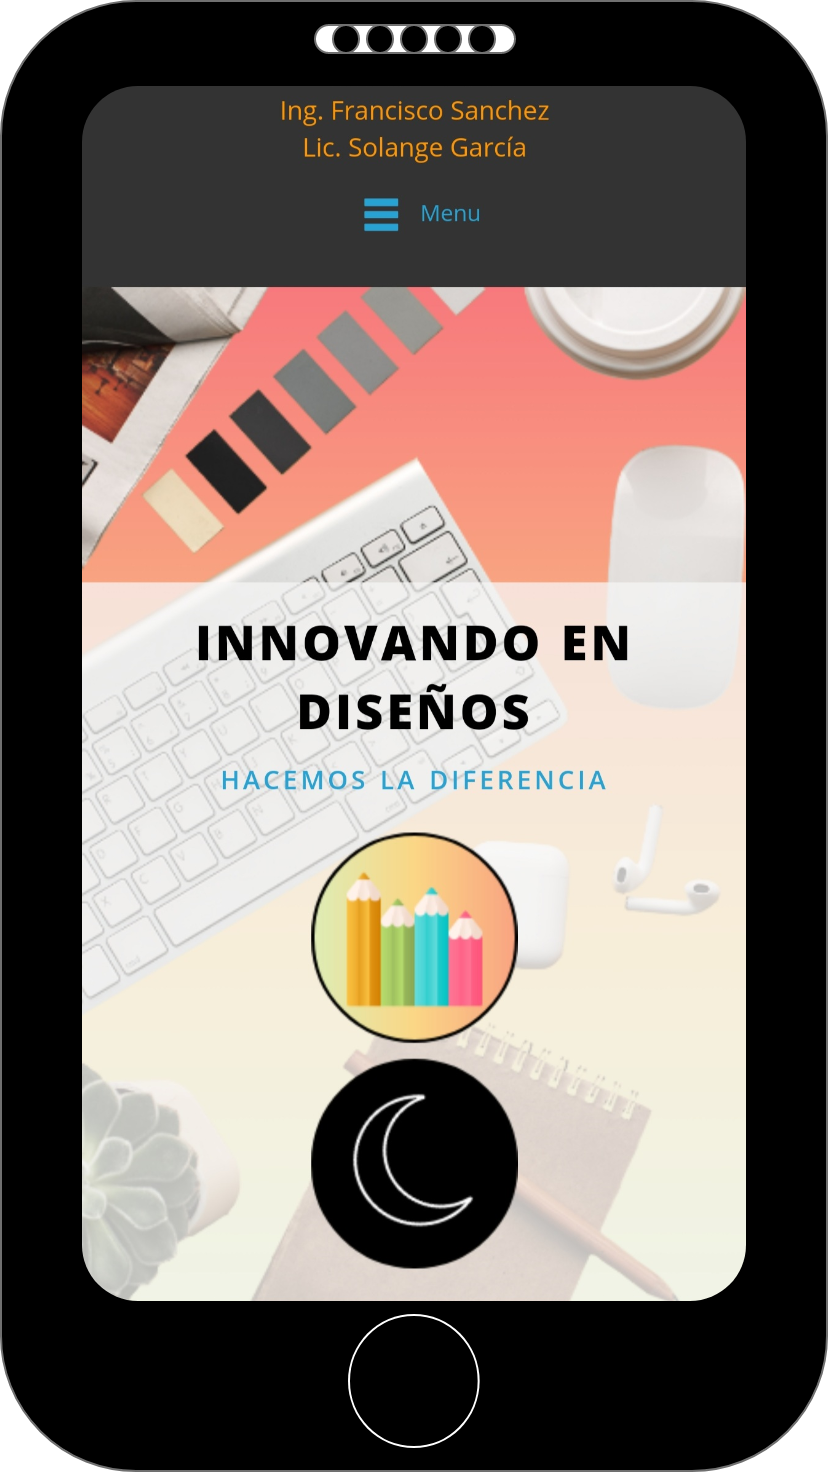 Ing. Francisco Sanchez
Lic. Solange García
Menu
INNOVANDO EN
DISEÑOS
HACEMOS LA DIFERENCIA